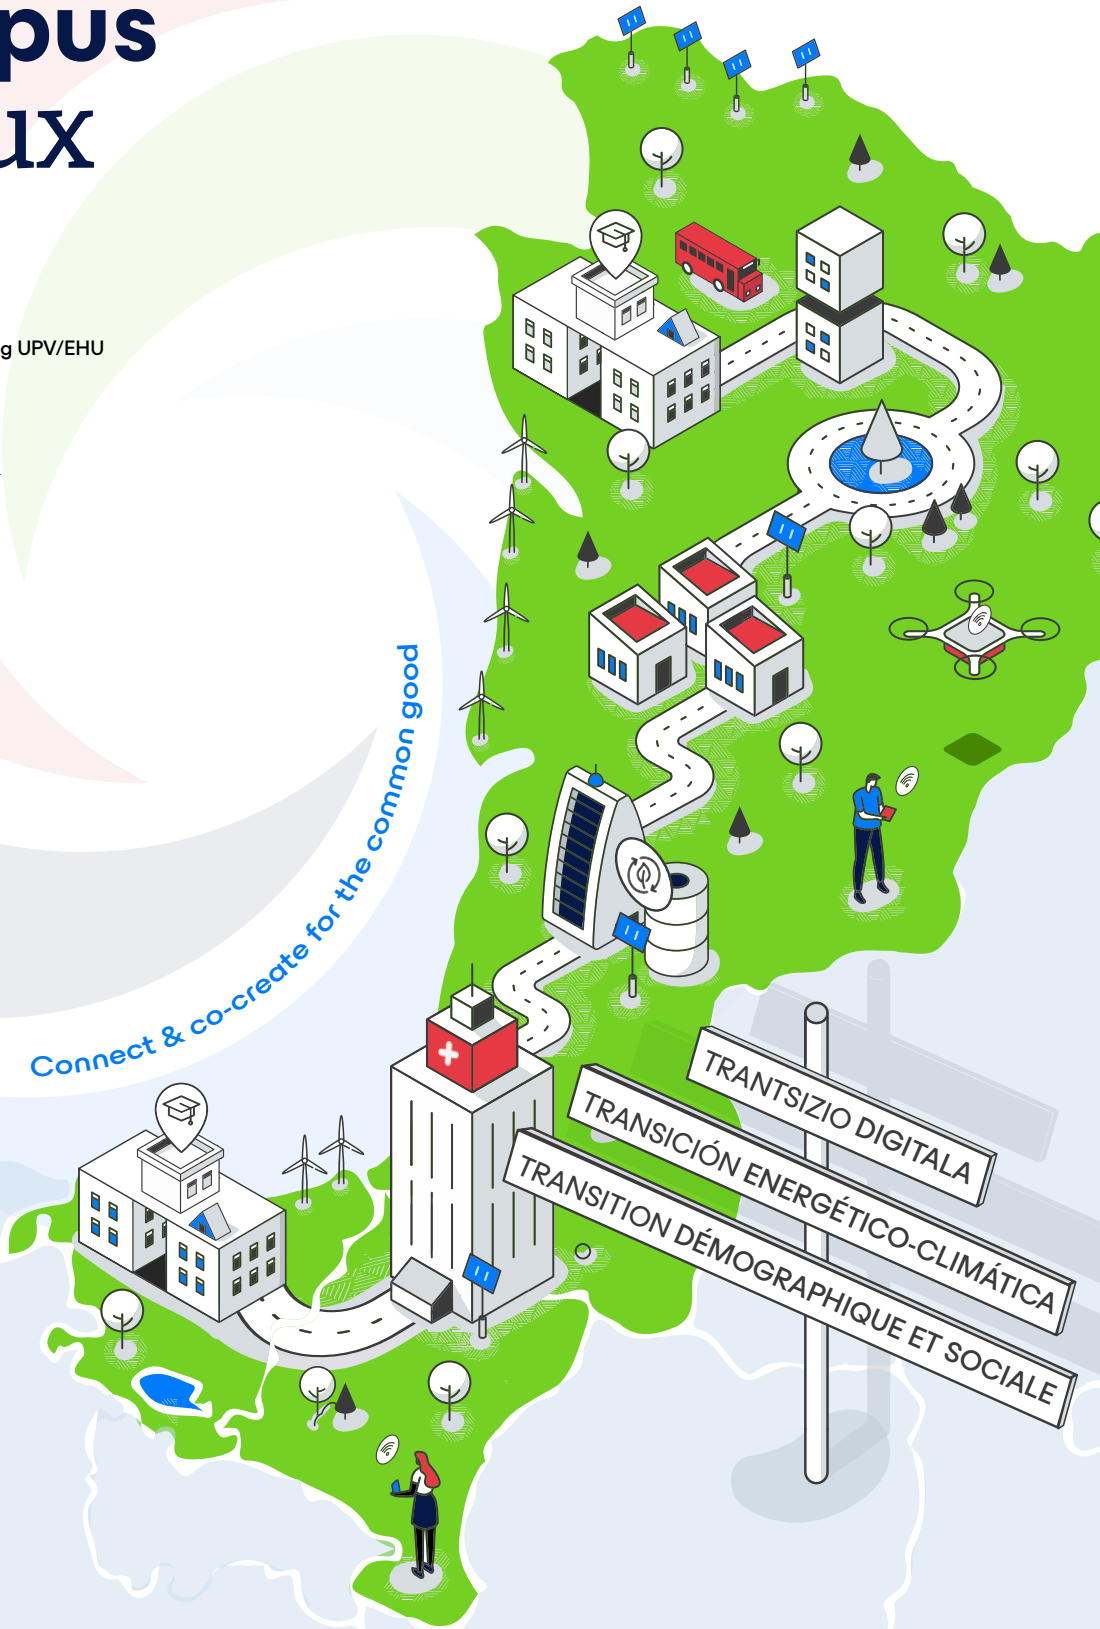 pus
ux
g UPV/EHU
Connect & co-create for the common good
TRANTSIZIO DIGITALA
TRANSICIÓN ENERGÉTICO-CLIMÁTICA
TRANSITION DÉMOGRAPHIQUE ET SOCIALE